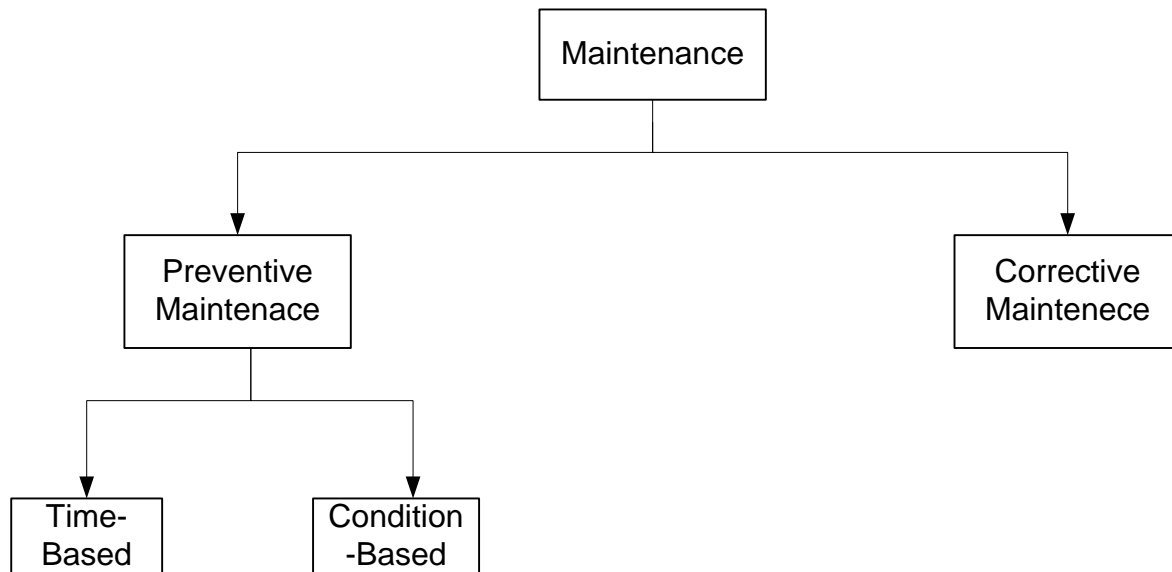 Maintenance
Preventive
Maintenace
Corrective
Maintenece
Time-
Based
Condition
-Based